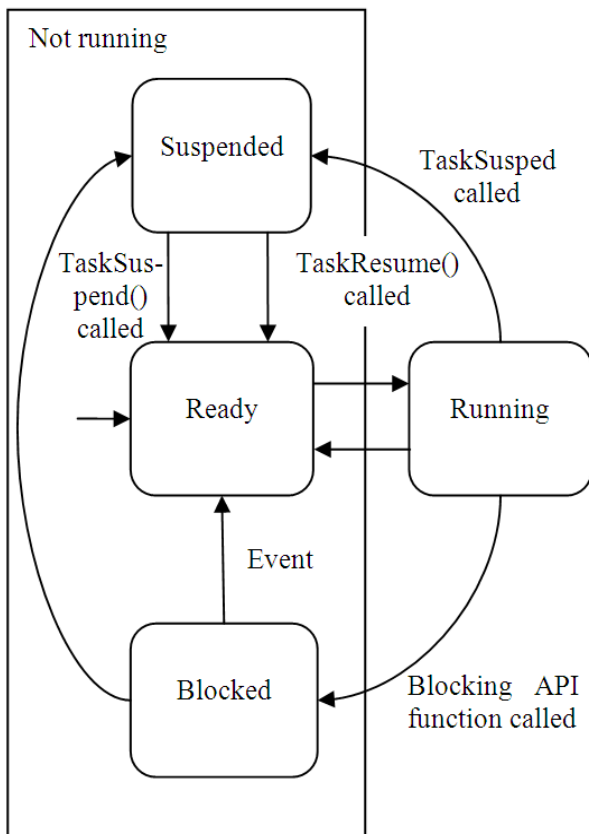 Not running
Suspended
TaskSusped
called
TaskSus-
pend()
called
TaskResume()
called
Ready
Running
Event
Blocked
Blocking API
function called